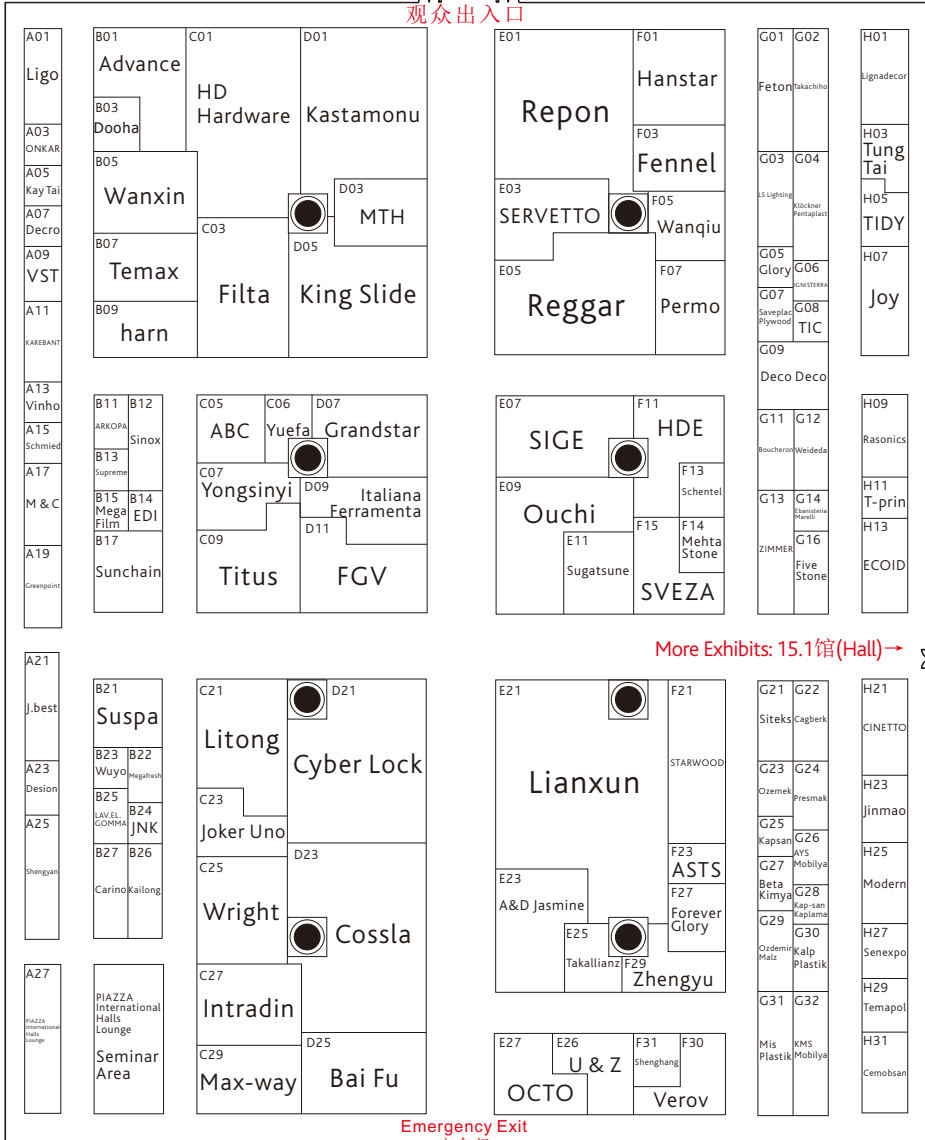 观众出入口
A01
Ligo
A03
ONKAR
A05
Kay Tai
A07
Decro
A09
VST
A11
KAREBANT
A13
Vinho
A15
Schmied
A17
M & C
A19
Greenpoint
A21
J.best
A23
Desion
A25
Shengyan
A27
PIAZZA
International
Halls
Lounge
B01
Advance
B03
Dooha
B05
Wanxin
B07
Temax
B09
harn
B11
ARKOPA
B12
Sinox
B13
Supreme
B15
Mega
Film
B14
EDI
B17
Sunchain
B21
Suspa
B23
Wuyo
B22
Megafresh
B25
LAV.EL.
GOMMA
B24
JNK
B27
Carino
B26
Kailong
PIAZZA
International
Halls
Lounge
Seminar
Area
C01
HD
Hardware
C03
Filta
D01
Kastamonu
D03
MTH
D05
King Slide
C05
ABC
C06
Yuefa
D07
Grandstar
C07
Yongsinyi
D09
Italiana
Ferramenta
C09
Titus
D11
FGV
C21
Litong
D21
Cyber Lock
C23
Joker Uno
C25
Wright
D23
Cossla
C27
Intradin
C29
Max-way
D25
Bai Fu
E01
Repon
F01
Hanstar
F03
Fennel
E03
SERVETTO
F05
Wanqiu
E05
Reggar
F07
Permo
E07
SIGE
F11
HDE
F13
Schentel
E09
Ouchi
E11
Sugatsune
F15
SVEZA
F14
Mehta
Stone
More Exhibits: 15.1馆(Hall)→
E21
Lianxun
F21
STARWOOD
F23
ASTS
E23
A&D Jasmine
F27
Forever
Glory
E25
Takallianz
F29
Zhengyu
E27
OCTO
E26
U & Z
F31
Shenghang
F30
Verov
G01
Feton
G02
Takachiho
G03
LS Lighting
G04
Klöckner
Pentaplast
G05
Glory
G06
IGNISTERRA
G07
Saveplac
Plywood
G08
TIC
G09
Deco Deco
G11
Boucheron
G12
Weideda
G13
ZIMMER
G14
Ebanisteria
Marelli
G16
Five
Stone
G21
Siteks
G22
Cagberk
G23
Ozemek
G24
Presmak
G25
Kapsan
G26
AYS
Mobilya
G27
Beta
Kimya
G28
Kap-san
Kaplama
G29
Ozdemir
Malz
G30
Kalp
Plastik
G31
Mis
Plastik
G32
KMS
Mobilya
H01
Lignadecor
H03
Tung
Tai
H05
TIDY
H07
Joy
H09
Rasonics
H11
T-prin
H13
ECOID
H21
CINETTO
H23
Jinmao
H25
Modern
H27
Senexpo
H29
Temapol
H31
Cemobsan
Emergency Exit